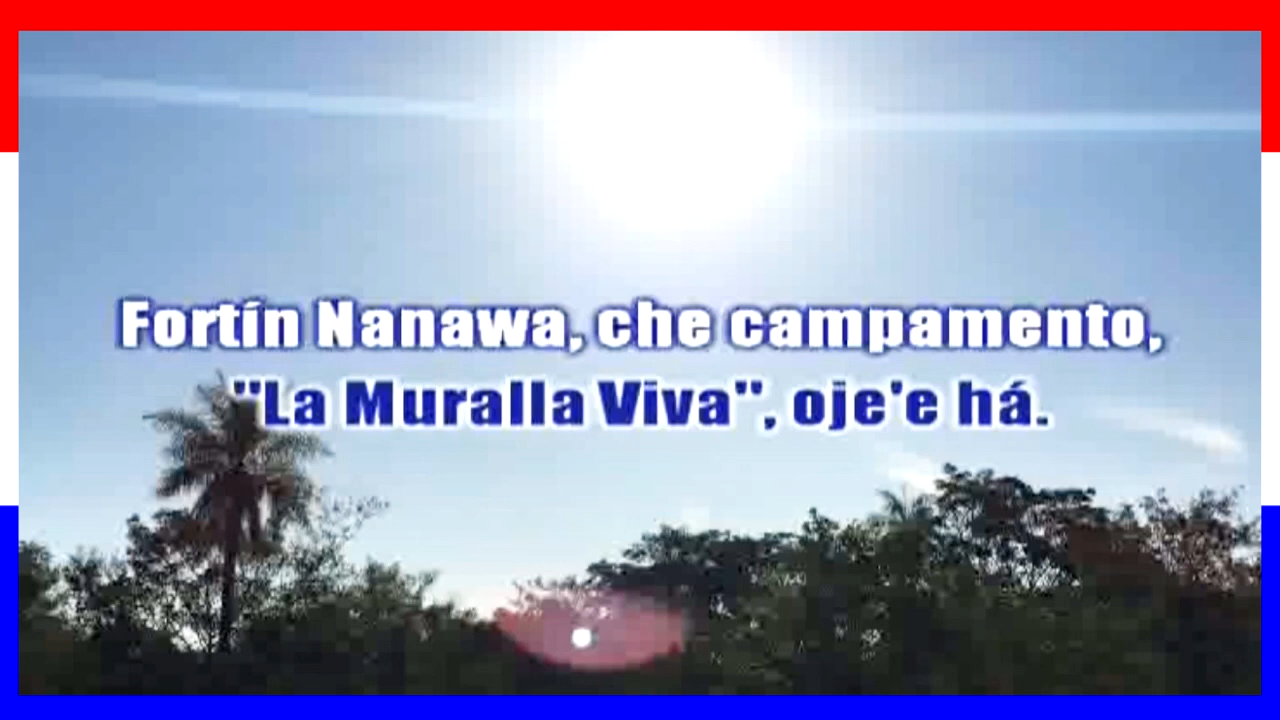 Fortín Nanawa, che campamento,
"La Muralla Viva", oje'e há.